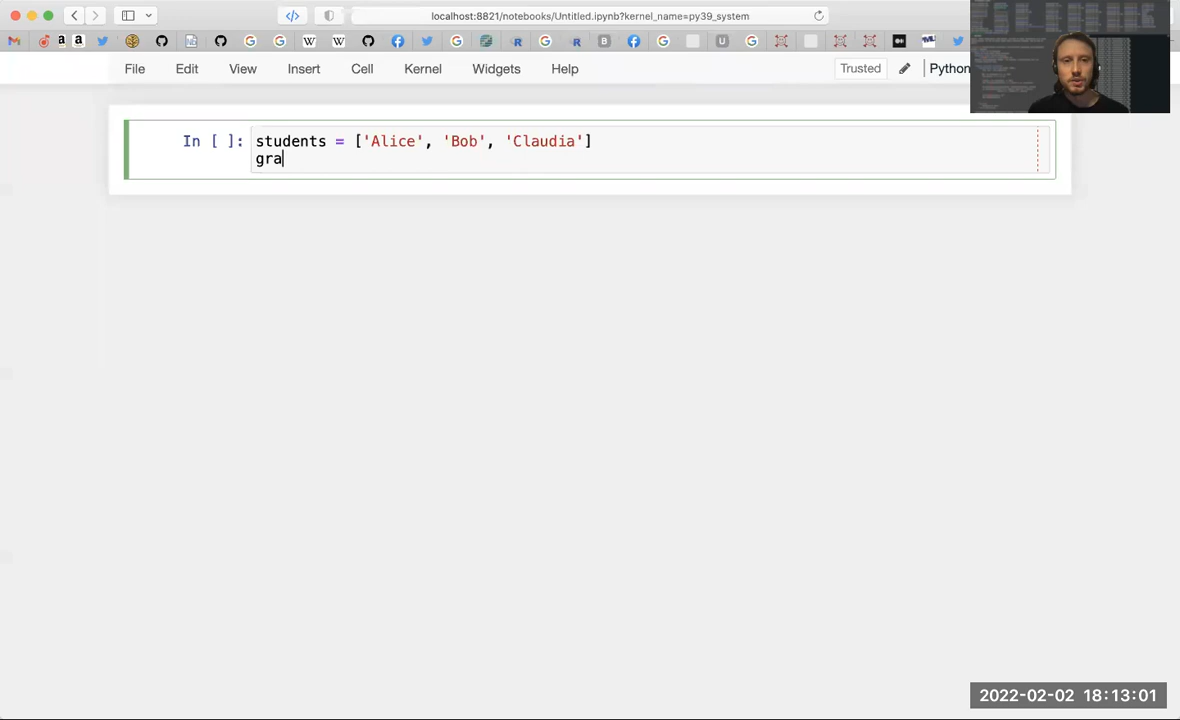 localhost:8821/notebooks/Untitled.ipynb?kernel_name=py39_system
File Edit View Insert Cell Kernel Widgets Help Trusted Python
In [ ]: students = ['Alice', 'Bob', 'Claudia']
gra
2022-02-02 18:13:01